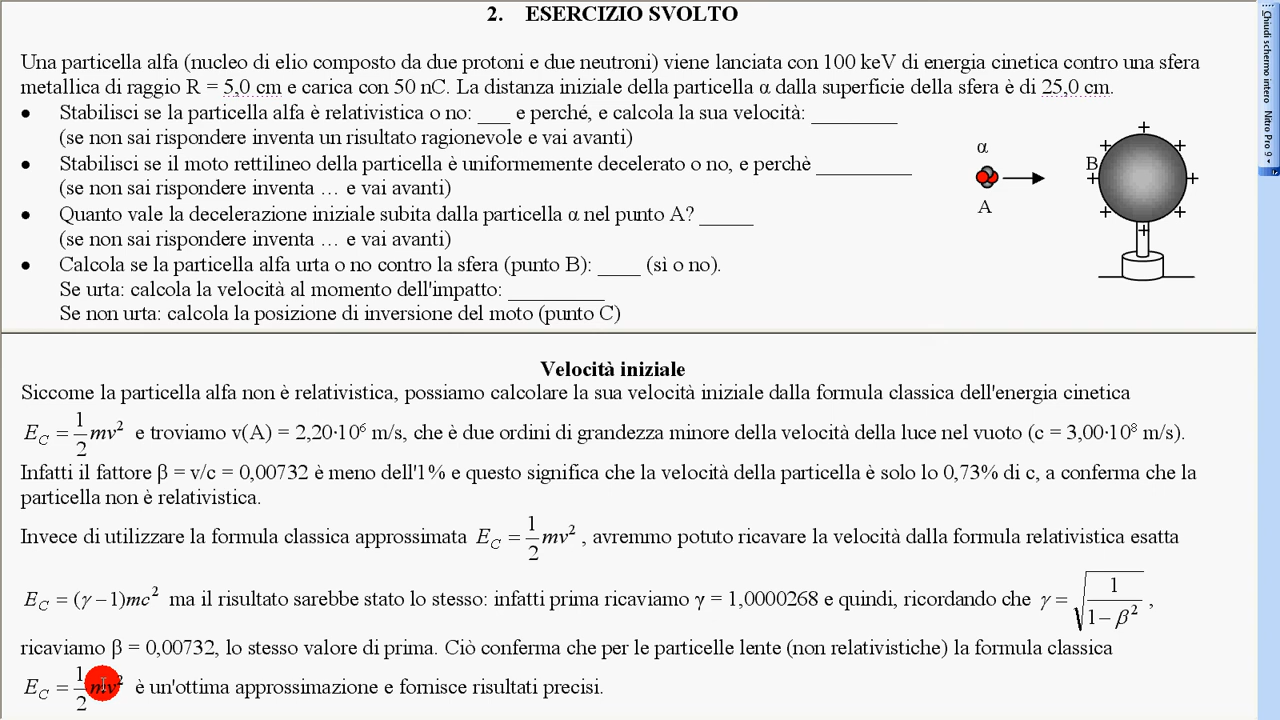 2. ESERCIZIO SVOLTO
Una particella alfa (nucleo di elio composto da due protoni e due neutroni) viene lanciata con 100 keV di energia cinetica contro una sfera
metallica di raggio R = 5,0 cm e carica con 50 nC. La distanza iniziale della particella α dalla superficie della sfera è di 25,0 cm.
• Stabilisci se la particella alfa è relativistica o no: ___ e perché, e calcola la sua velocità: ________
(se non sai rispondere inventa un risultato ragionevole e vai avanti)
• Stabilisci se il moto rettilineo della particella è uniformemente decelerato o no, e perchè _________
(se non sai rispondere inventa … e vai avanti)
• Quanto vale la decelerazione iniziale subita dalla particella α nel punto A? _____
(se non sai rispondere inventa … e vai avanti)
• Calcola se la particella alfa urta o no contro la sfera (punto B): ____ (si o no).
Se urta: calcola la velocità al momento dell'impatto: _________
Se non urta: calcola la posizione di inversione del moto (punto C)
α
A
B
+ + + + + + + +
Velocità iniziale
Siccome la particella alfa non è relativistica, possiamo calcolare la sua velocità iniziale dalla formula classica dell'energia cinetica
E_C = 1/2 mv² e troviamo v(A) = 2,20·10⁶ m/s, che è due ordini di grandezza minore della velocità della luce nel vuoto (c = 3,00·10⁸ m/s).
Infatti il fattore β = v/c = 0,00732 è meno dell'1% e questo significa che la velocità della particella è solo lo 0,73% di c, a conferma che la
particella non è relativistica.
Invece di utilizzare la formula classica approssimata E_C = 1/2 mv² , avremmo potuto ricavare la velocità dalla formula relativistica esatta
E_C = (γ − 1)mc² ma il risultato sarebbe stato lo stesso: infatti prima ricaviamo γ = 1,0000268 e quindi, ricordando che γ = √(1/(1 − β²)) ,
ricaviamo β = 0,00732, lo stesso valore di prima. Ciò conferma che per le particelle lente (non relativistiche) la formula classica
E_C = 1/2 mv² è un'ottima approssimazione e fornisce risultati precisi.
Chiudi schermo intero Nitro Pro 9